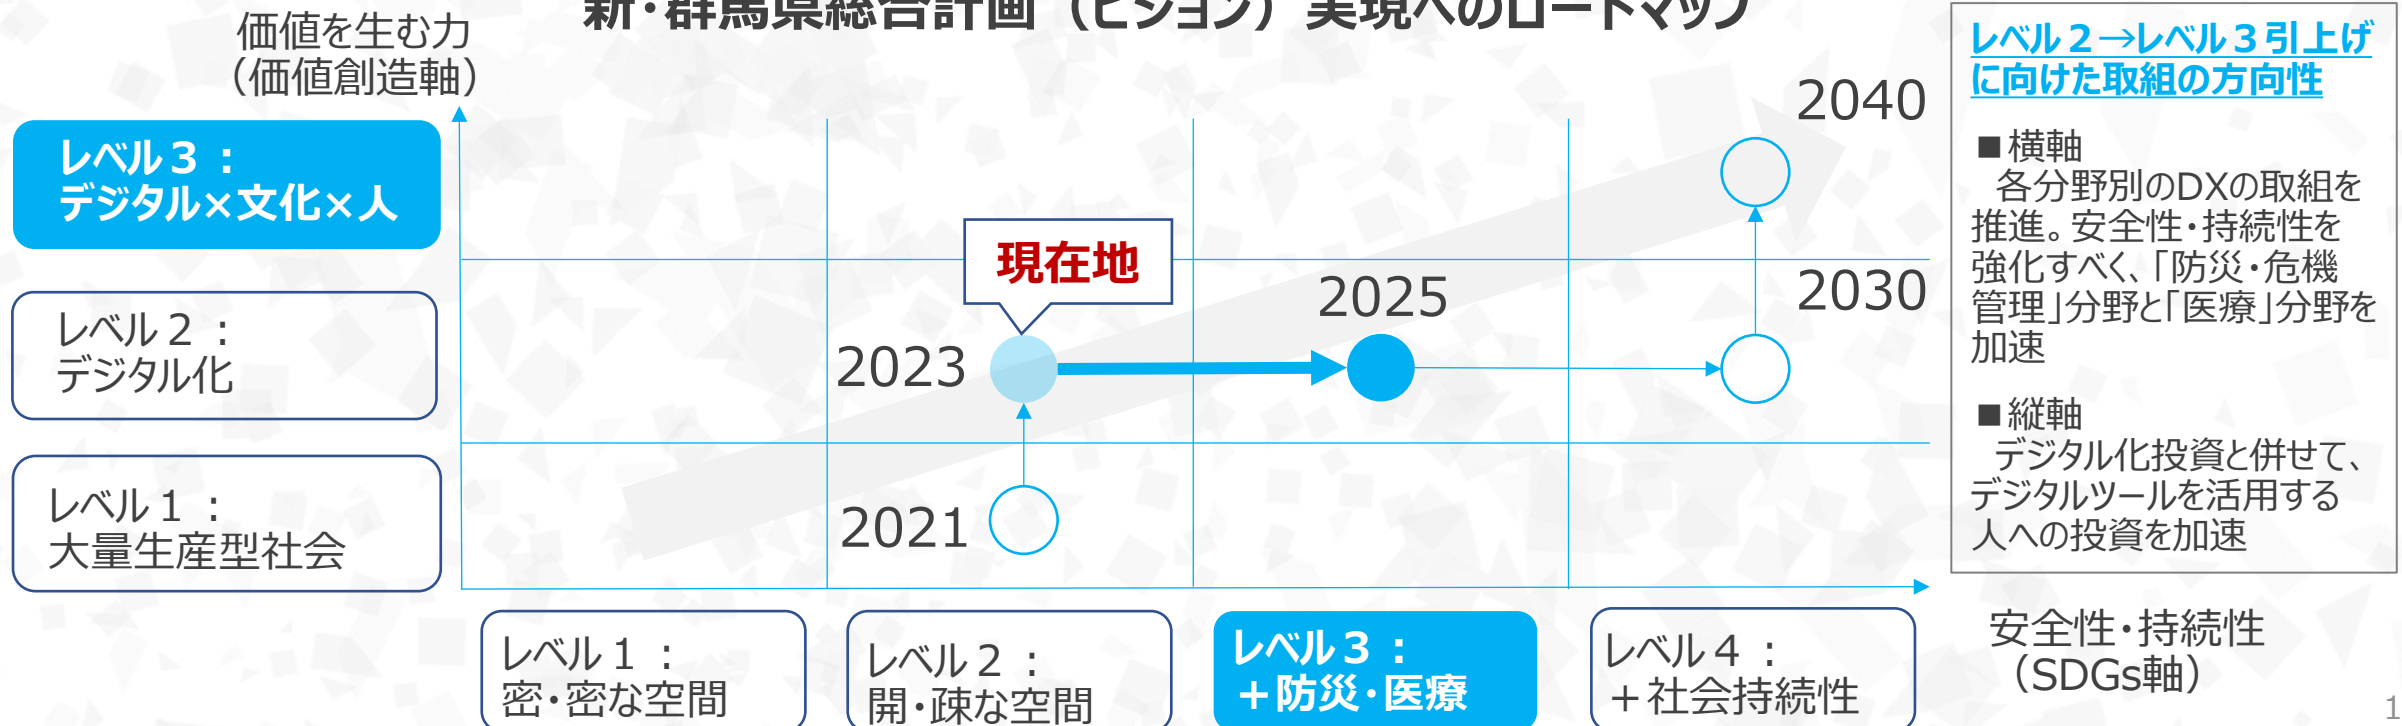 新・群馬県総合計画（ビジョン）実現へのロードマップ
価値を生む力
（価値創造軸）
レベル３：
デジタル×文化×人
レベル２：
デジタル化
レベル１：
大量生産型社会
2040
2030
2025
現在地
2023
2021
レベル１：
密・密な空間
レベル２：
開・疎な空間
レベル３：
＋防災・医療
レベル４：
＋社会持続性
安全性・持続性
（SDGs軸）
レベル２→レベル３引上げ
に向けた取組の方向性
■横軸
各分野別のDXの取組を
推進。安全性・持続性を
強化すべく、「防災・危機
管理」分野と「医療」分野を
加速
■縦軸
デジタル化投資と併せて、
デジタルツールを活用する
人への投資を加速
1